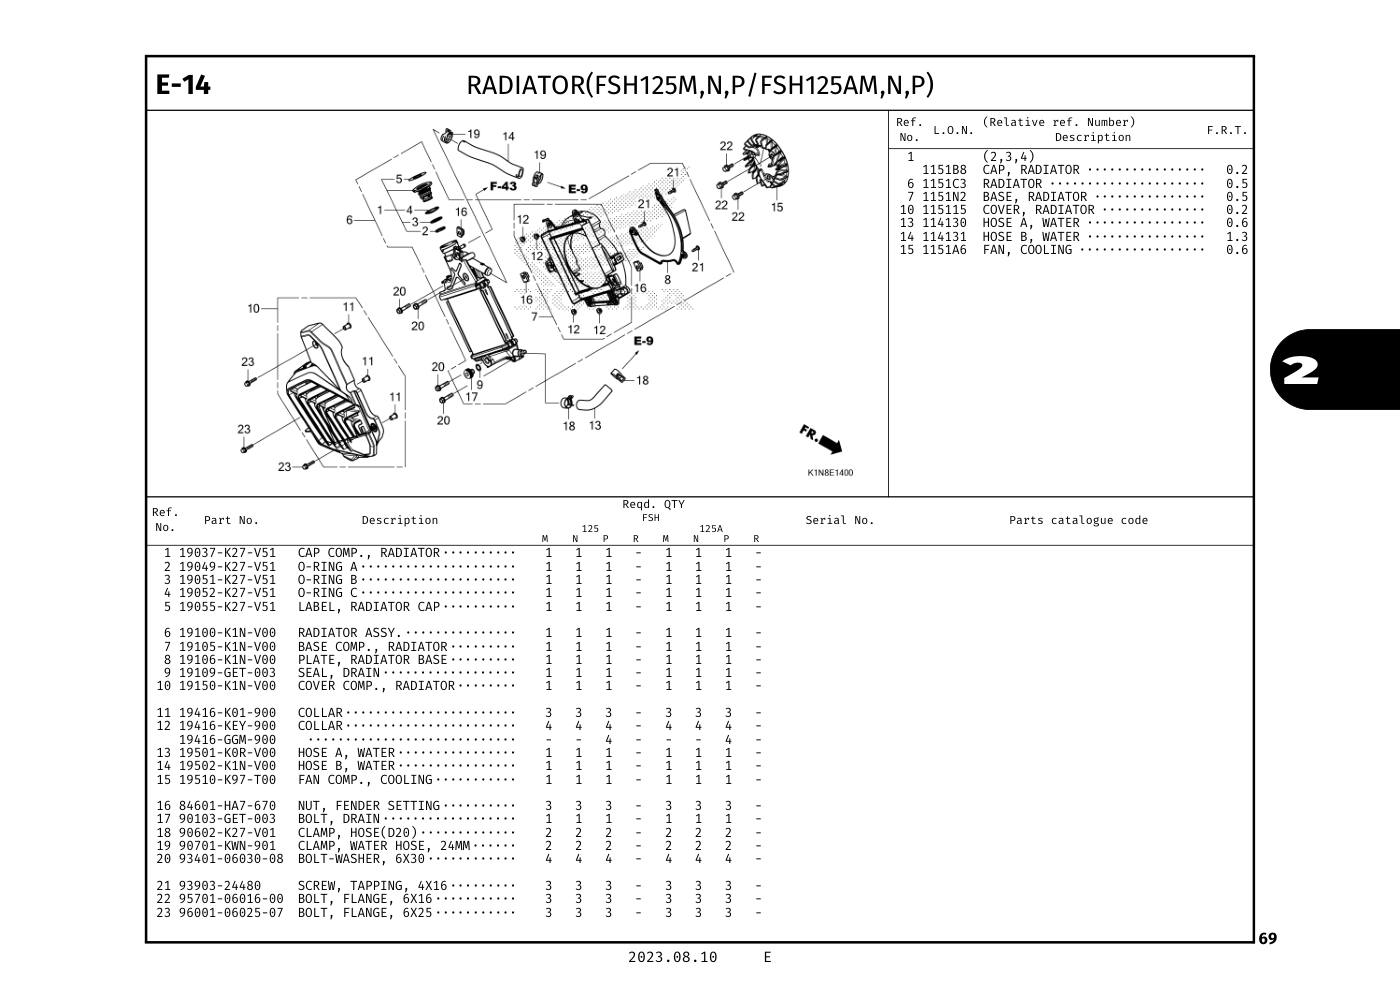 E-14
RADIATOR(FSH125M,N,P/FSH125AM,N,P)
19
14
19
22
21
5
F-43
E-9
22
22
15
1
4
16
21
6
3
12
2
12
21
16
16
8
20
10
11
20
7
12
12
E-9
23
11
20
18
9
17
11
20
18
13
23
23
FR.
K1N8E1400
Ref. No. L.O.N. (Relative ref. Number) Description F.R.T.
1 (2,3,4)
1151B8 CAP, RADIATOR ················ 0.2
6 1151C3 RADIATOR ····················· 0.5
7 1151N2 BASE, RADIATOR ··············· 0.5
10 115115 COVER, RADIATOR ·············· 0.2
13 114130 HOSE A, WATER ················ 0.6
14 114131 HOSE B, WATER ················ 1.3
15 1151A6 FAN, COOLING ················· 0.6
2
Ref. No. Part No. Description Reqd. QTY Serial No. Parts catalogue code
FSH
125 125A
M N P R M N P R
1 19037-K27-V51 CAP COMP., RADIATOR·········· 1 1 1 - 1 1 1 -
2 19049-K27-V51 O-RING A····················· 1 1 1 - 1 1 1 -
3 19051-K27-V51 O-RING B····················· 1 1 1 - 1 1 1 -
4 19052-K27-V51 O-RING C····················· 1 1 1 - 1 1 1 -
5 19055-K27-V51 LABEL, RADIATOR CAP·········· 1 1 1 - 1 1 1 -
6 19100-K1N-V00 RADIATOR ASSY.··············· 1 1 1 - 1 1 1 -
7 19105-K1N-V00 BASE COMP., RADIATOR········· 1 1 1 - 1 1 1 -
8 19106-K1N-V00 PLATE, RADIATOR BASE········· 1 1 1 - 1 1 1 -
9 19109-GET-003 SEAL, DRAIN·················· 1 1 1 - 1 1 1 -
10 19150-K1N-V00 COVER COMP., RADIATOR········ 1 1 1 - 1 1 1 -
11 19416-K01-900 COLLAR······················· 3 3 3 - 3 3 3 -
12 19416-KEY-900 COLLAR······················· 4 4 4 - 4 4 4 -
19416-GGM-900 ···························· - - 4 - - - 4 -
13 19501-K0R-V00 HOSE A, WATER················ 1 1 1 - 1 1 1 -
14 19502-K1N-V00 HOSE B, WATER················ 1 1 1 - 1 1 1 -
15 19510-K97-T00 FAN COMP., COOLING··········· 1 1 1 - 1 1 1 -
16 84601-HA7-670 NUT, FENDER SETTING·········· 3 3 3 - 3 3 3 -
17 90103-GET-003 BOLT, DRAIN·················· 1 1 1 - 1 1 1 -
18 90602-K27-V01 CLAMP, HOSE(D20)············· 2 2 2 - 2 2 2 -
19 90701-KWN-901 CLAMP, WATER HOSE, 24MM······ 2 2 2 - 2 2 2 -
20 93401-06030-08 BOLT-WASHER, 6X30············ 4 4 4 - 4 4 4 -
21 93903-24480 SCREW, TAPPING, 4X16········· 3 3 3 - 3 3 3 -
22 95701-06016-00 BOLT, FLANGE, 6X16··········· 3 3 3 - 3 3 3 -
23 96001-06025-07 BOLT, FLANGE, 6X25··········· 3 3 3 - 3 3 3 -
69
2023.08.10 E